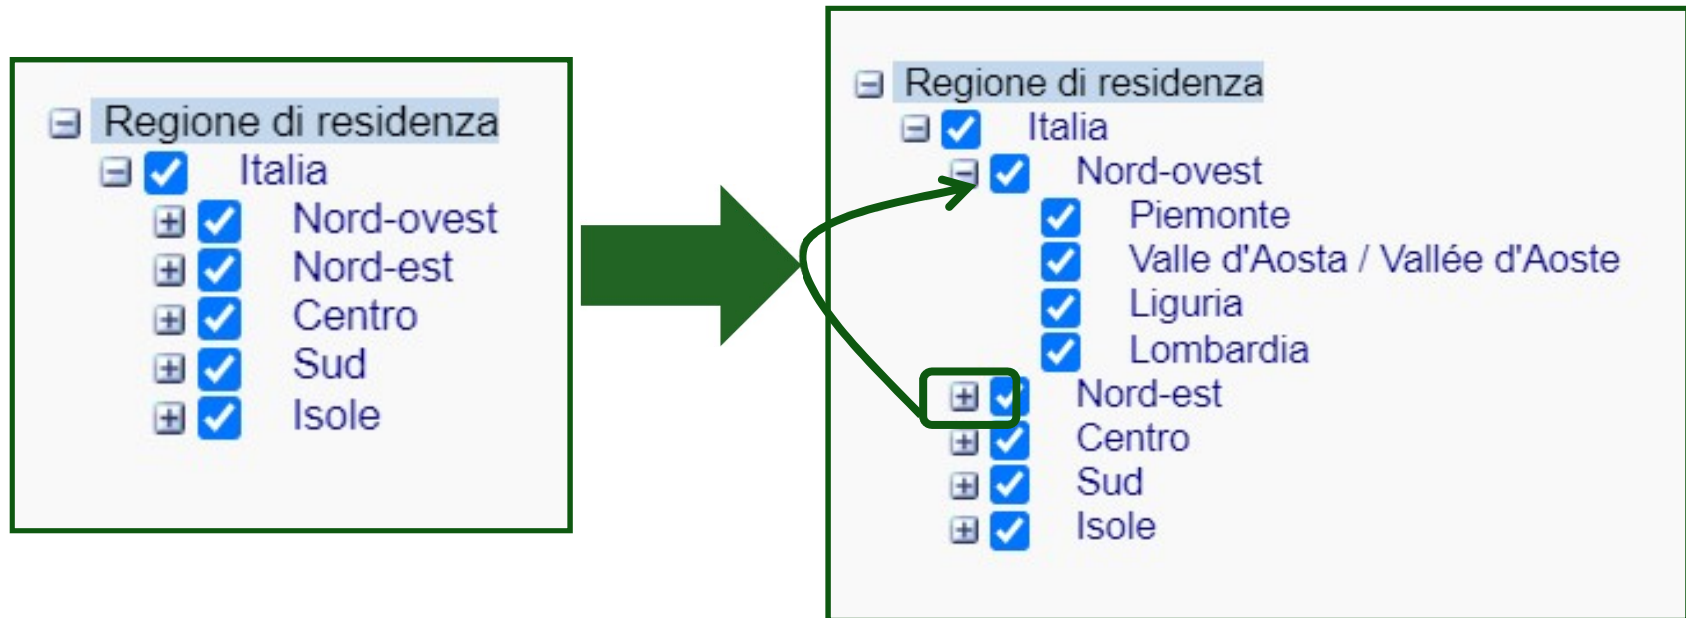 Regione di residenza
Italia
Nord-ovest
Nord-est
Centro
Sud
Isole
Regione di residenza
Italia
Nord-ovest
Piemonte
Valle d'Aosta / Vallée d'Aoste
Liguria
Lombardia
Nord-est
Centro
Sud
Isole